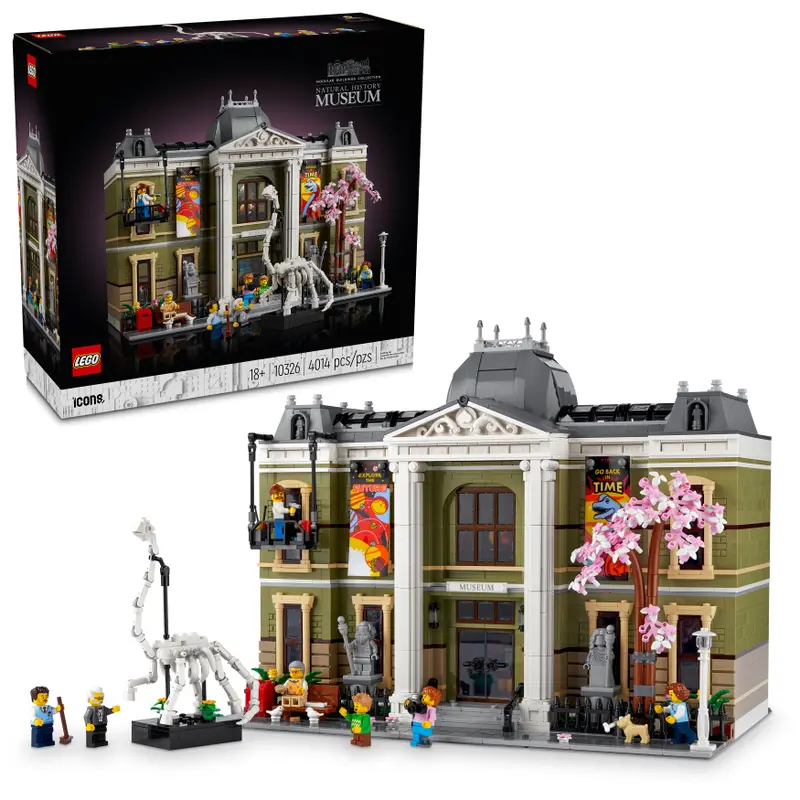 LEGO
MODULAR BUILDINGS COLLECTION
NATURAL HISTORY
MUSEUM
TIME
LEGO
18+
10326
4014 pcs/pzs
icons
EXPLORE
THE
FUTURE
GO BACK
IN
TIME
MUSEUM